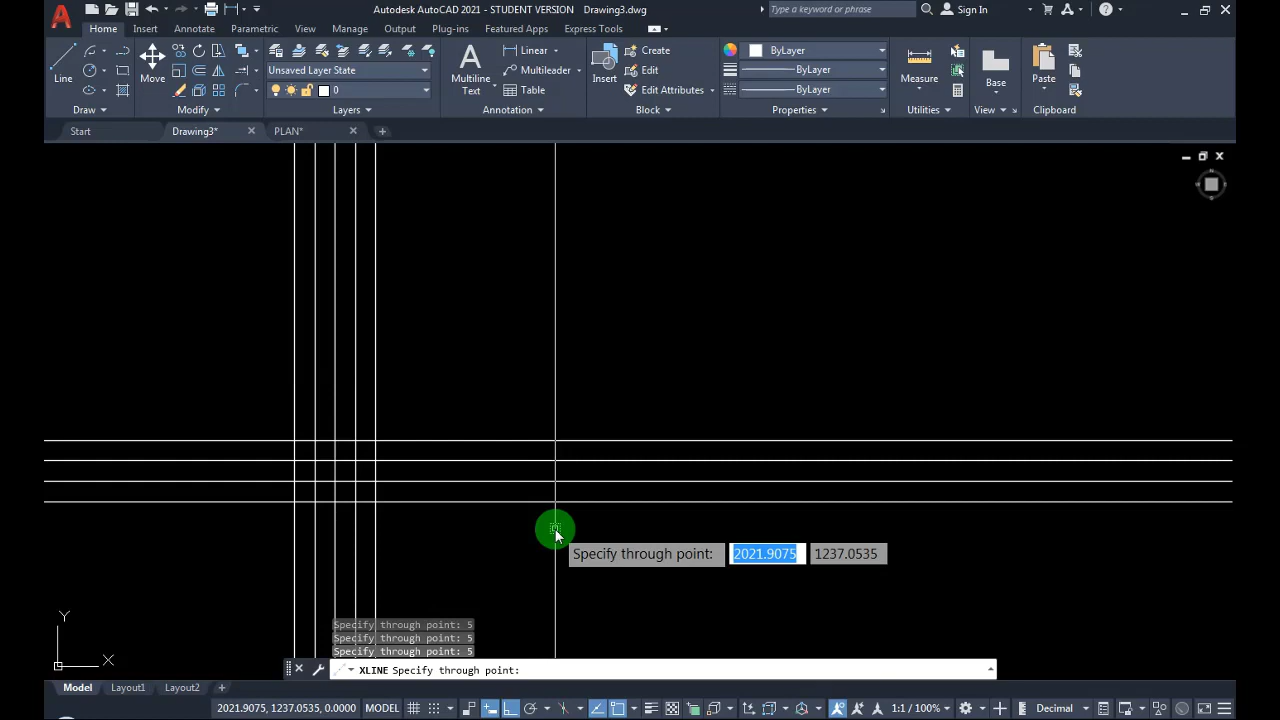 Autodesk AutoCAD 2021 - STUDENT VERSION Drawing3.dwg
Type a keyword or phrase
Sign In
Home Insert Annotate Parametric View Manage Output Plug-ins Featured Apps Express Tools
Line
Move
Unsaved Layer State
0
Multiline
Text
Linear
Multileader
Table
Insert
Create
Edit
Edit Attributes
ByLayer
ByLayer
ByLayer
Measure
Base
Paste
Draw Modify Layers Annotation Block Properties Utilities View Clipboard
Start Drawing3* PLAN*
Specify through point: 2021.9075 1237.0535
Y
X
Specify through point: 5
Specify through point: 5
Specify through point: 5
XLINE Specify through point:
Model Layout1 Layout2
2021.9075, 1237.0535, 0.0000 MODEL 1:1 / 100% Decimal